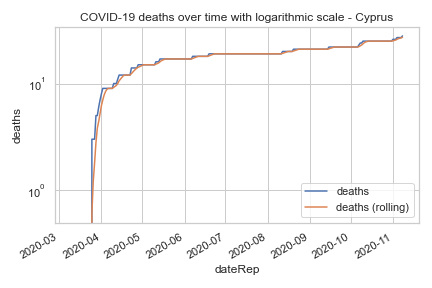 COVID-19 deaths over time with logarithmic scale - Cyprus
deaths
10¹
10⁰
deaths
deaths (rolling)
2020-03
2020-04
2020-05
2020-06
2020-07
2020-08
2020-09
2020-10
2020-11
dateRep